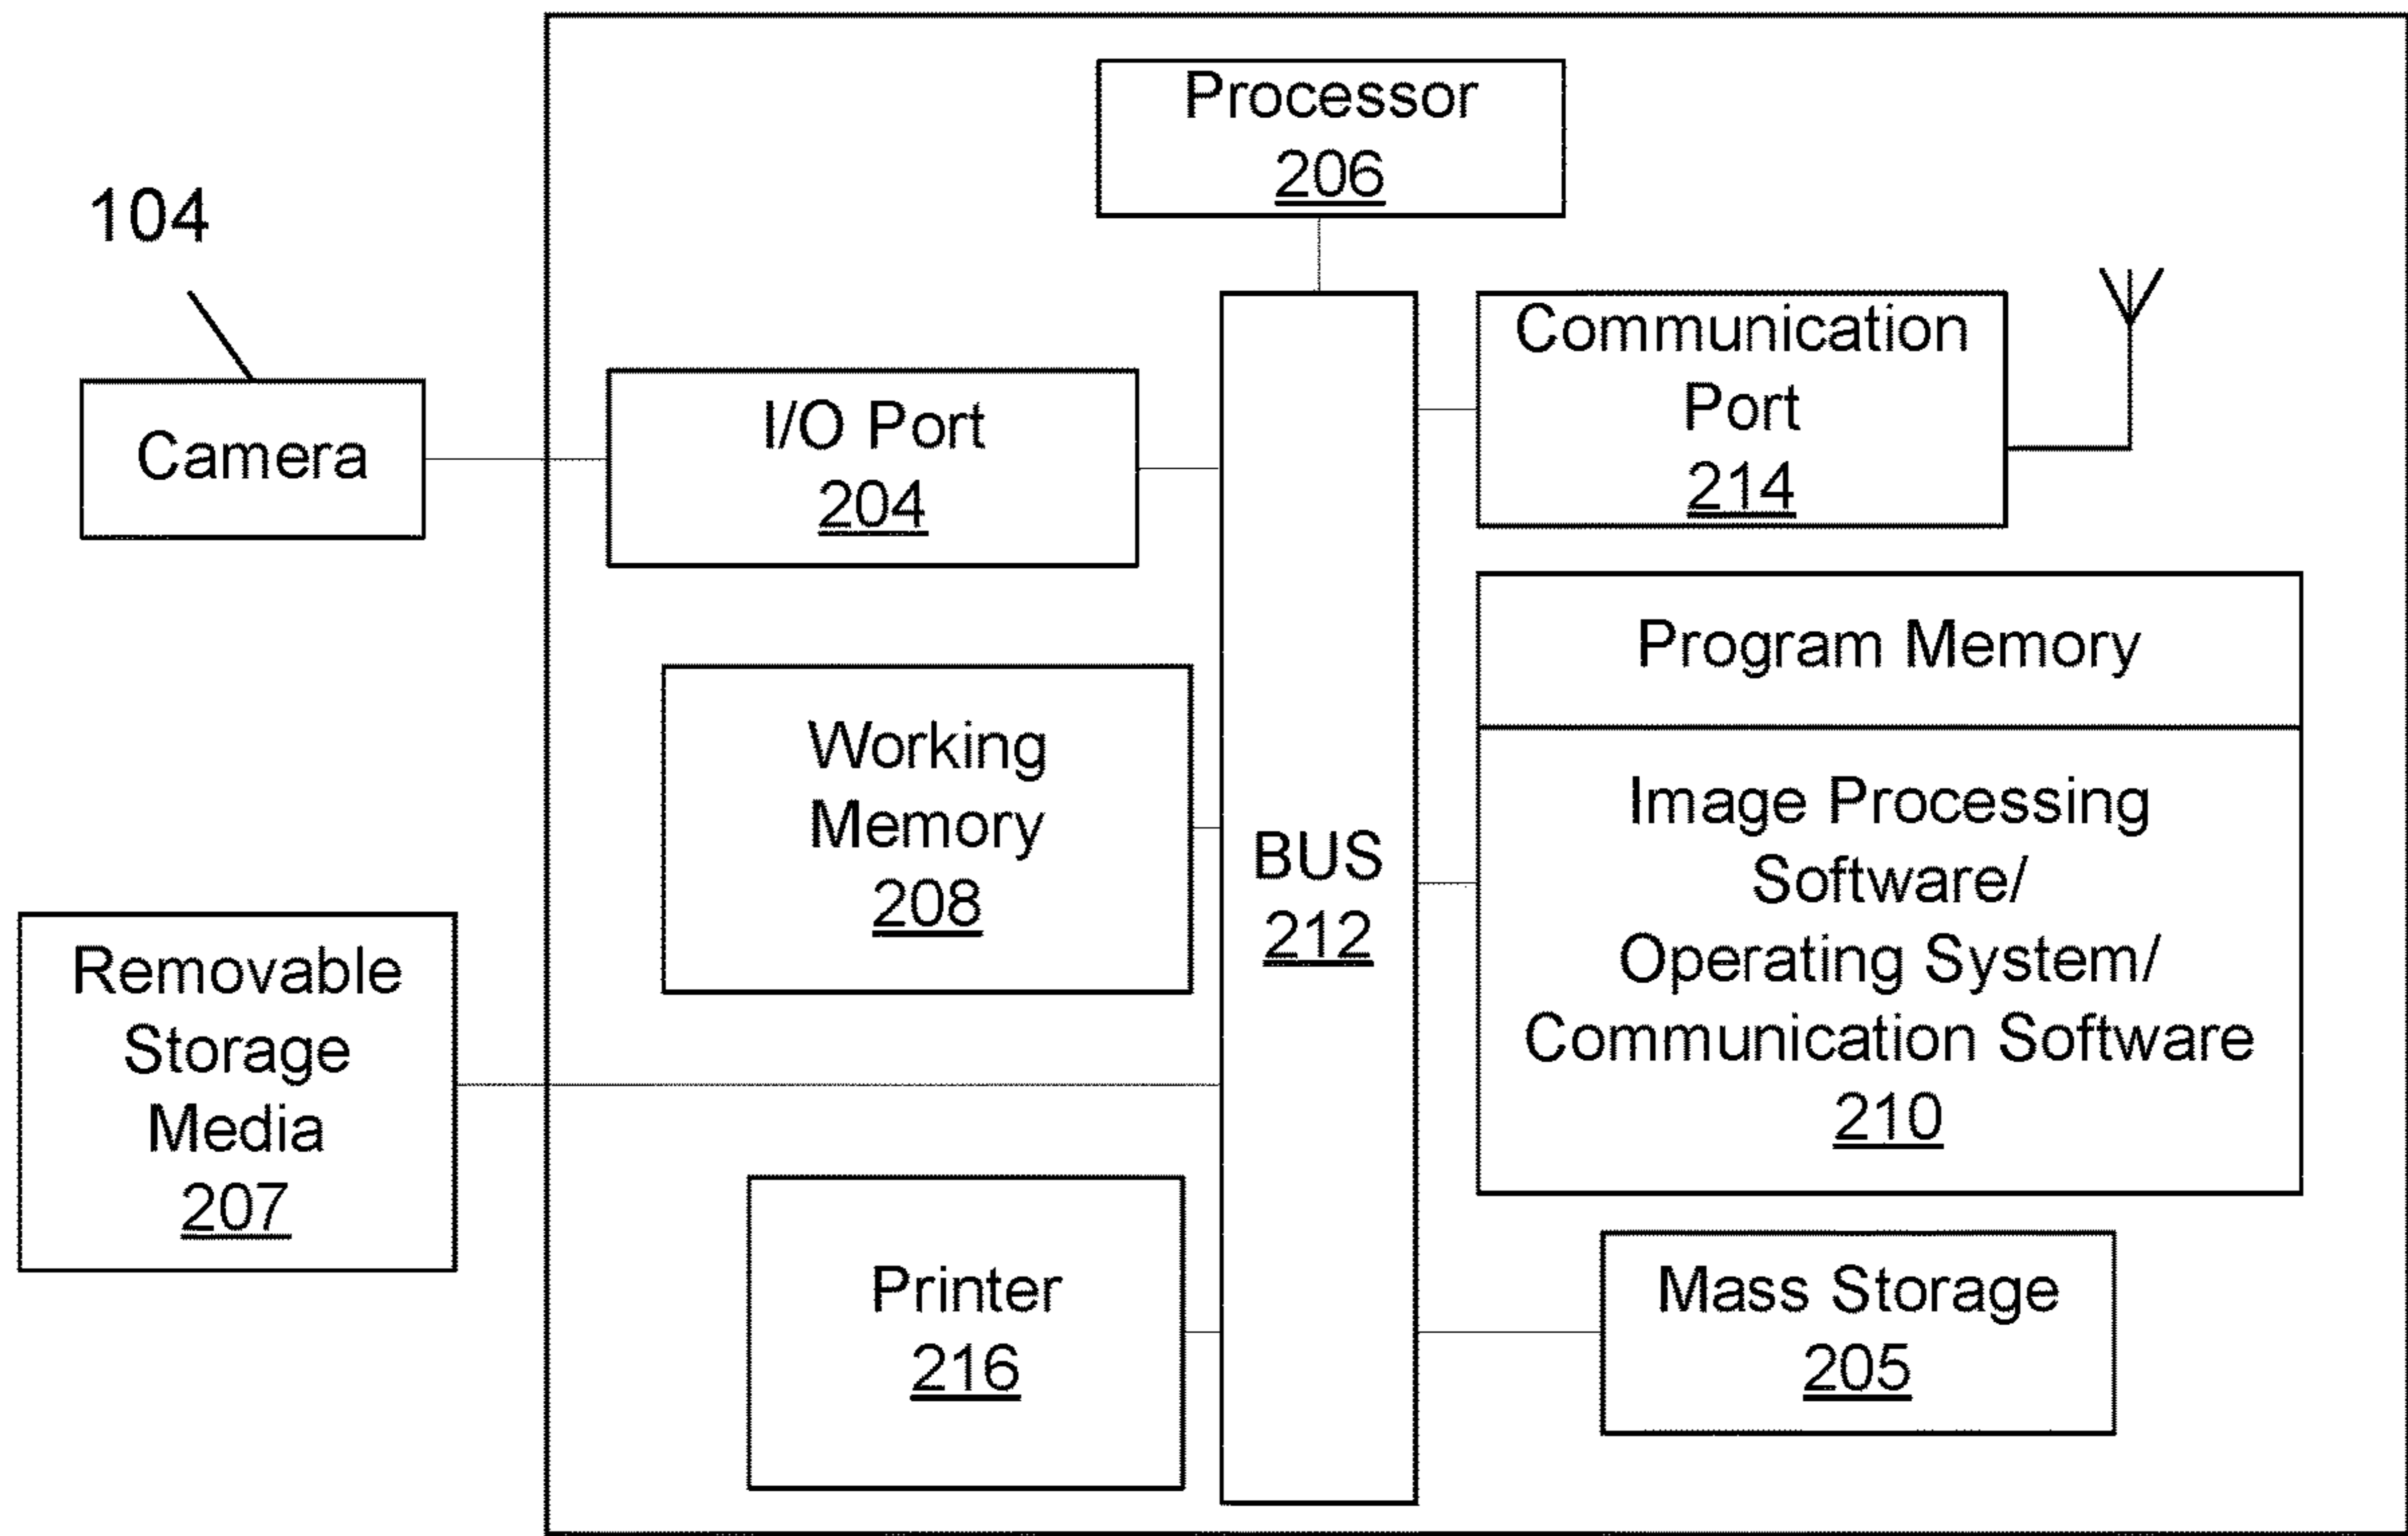 Processor
206
104
Camera
I/O Port
204
Communication
Port
214
Working
Memory
208
BUS
212
Program Memory
Image Processing
Software/
Operating System/
Communication Software
210
Removable
Storage
Media
207
Printer
216
Mass Storage
205